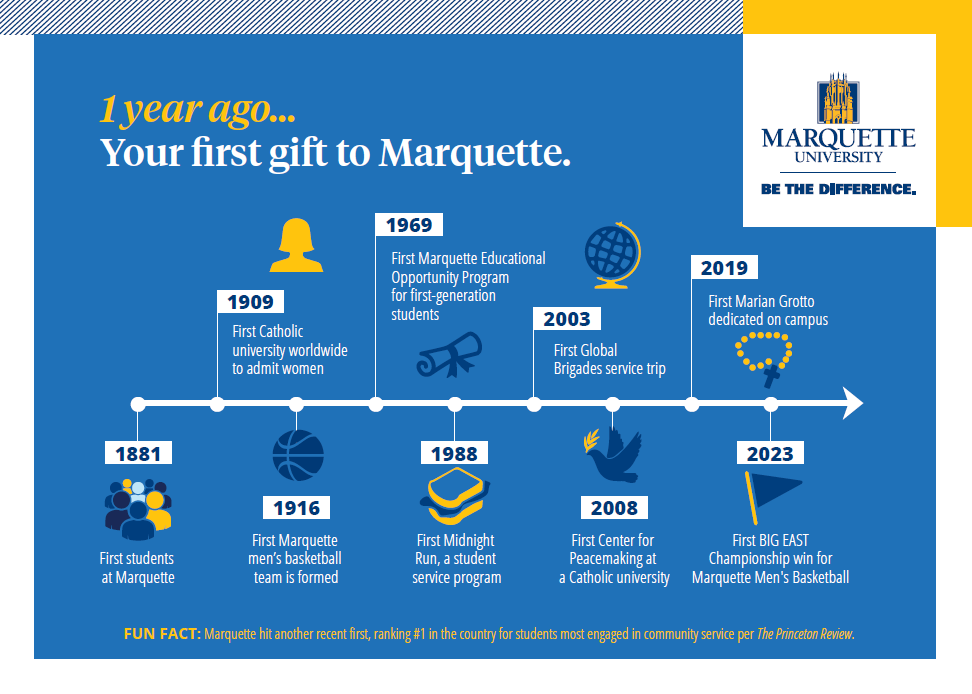 1 year ago...
Your first gift to Marquette.
MARQUETTE
UNIVERSITY
BE THE DIFFERENCE.
1881
First students
at Marquette
1909
First Catholic
university worldwide
to admit women
1916
First Marquette
men’s basketball
team is formed
1969
First Marquette Educational
Opportunity Program
for first-generation
students
1988
First Midnight
Run, a student
service program
2003
First Global
Brigades service trip
2008
First Center for
Peacemaking at
a Catholic university
2019
First Marian Grotto
dedicated on campus
2023
First BIG EAST
Championship win for
Marquette Men's Basketball
FUN FACT: Marquette hit another recent first, ranking #1 in the country for students most engaged in community service per The Princeton Review.